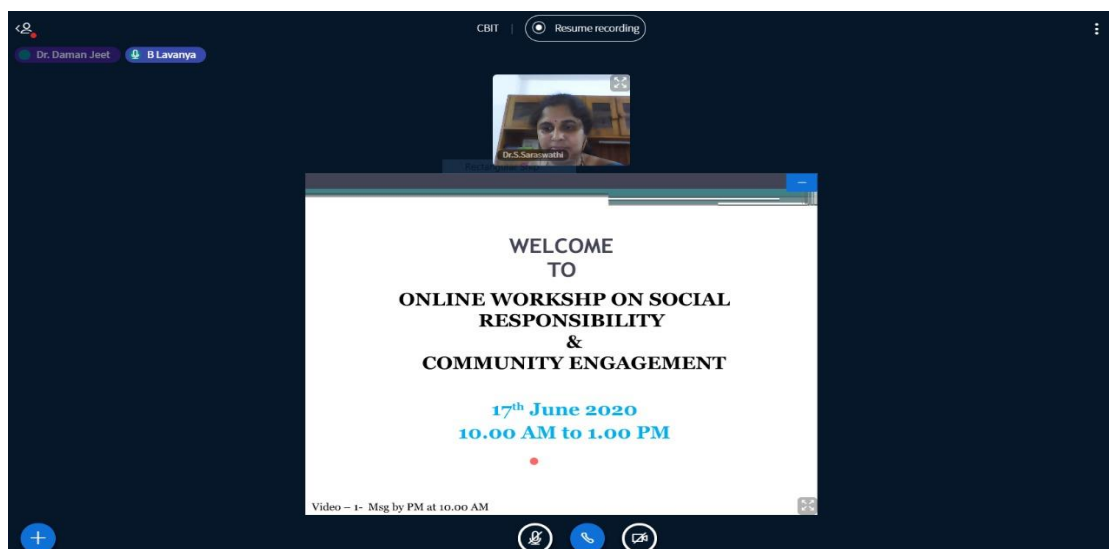 CBIT | Resume recording
Dr. Daman Jeet B Lavanya
Dr.S.Saraswathi
WELCOME
TO
ONLINE WORKSHP ON SOCIAL
RESPONSIBILITY
&
COMMUNITY ENGAGEMENT
17th June 2020
10.00 AM to 1.00 PM
Video – 1- Msg by PM at 10.00 AM